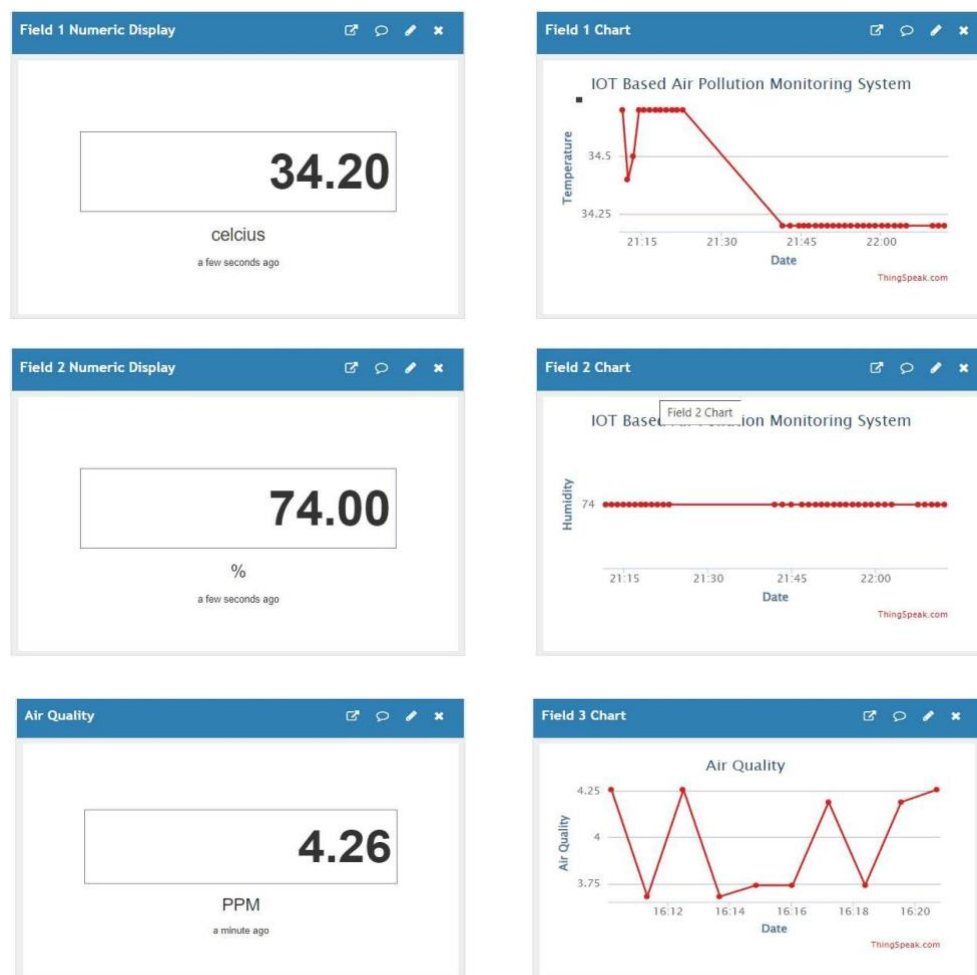 Field 1 Numeric Display
34.20
celcius
a few seconds ago
Field 1 Chart
IOT Based Air Pollution Monitoring System
Temperature
34.5
34.25
21:15 21:30 21:45 22:00
Date
ThingSpeak.com
Field 2 Numeric Display
74.00
%
a few seconds ago
Field 2 Chart
Field 2 Chart
IOT Based ion Monitoring System
Humidity
74
21:15 21:30 21:45 22:00
Date
ThingSpeak.com
Air Quality
4.26
PPM
a minute ago
Field 3 Chart
Air Quality
Air Quality
4.25
4
3.75
16:12 16:14 16:16 16:18 16:20
Date
ThingSpeak.com